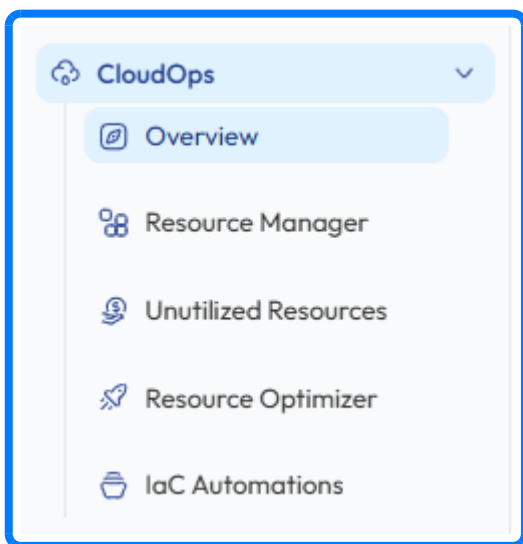 CloudOps
Overview
Resource Manager
Unutilized Resources
Resource Optimizer
IaC Automations